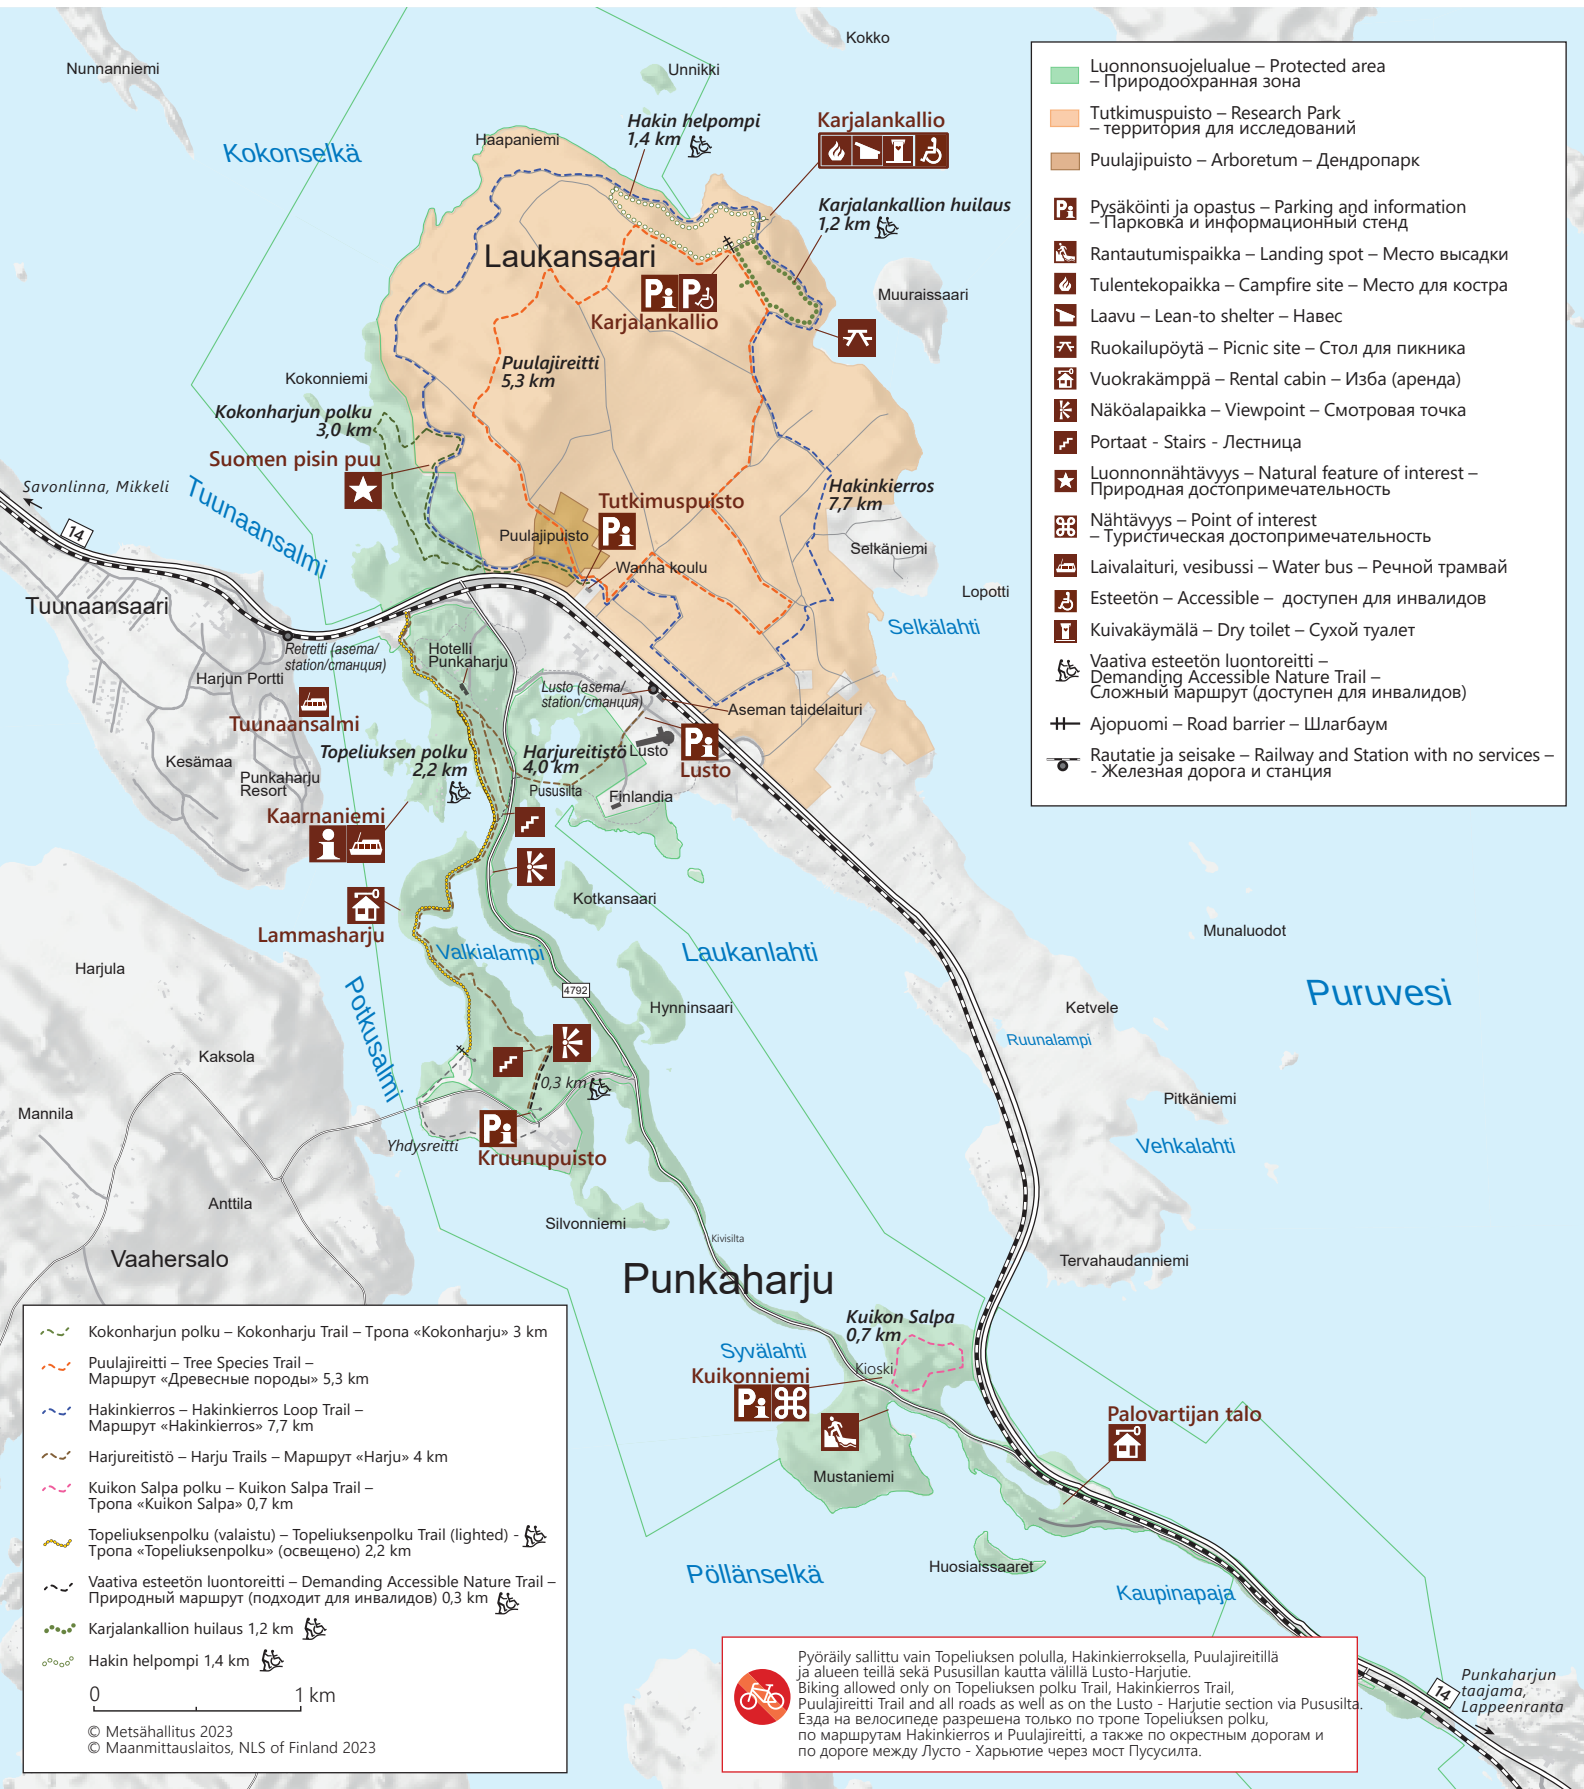 Kokko
Nunnanniemi
Unnikki
Kokonselkä
Haapaniemi
Hakin helpompi
1,4 km
Karjalankallio
Karjalankallion huilaus
1,2 km
Laukansaari
Muuraissaari
Karjalankallio
Puulajireitti
5,3 km
Kokonniemi
Kokonharjun polku
3,0 km
Suomen pisin puu
Savonlinna, Mikkeli
14
Tuunaansalmi
Hakinkierros
7,7 km
Tutkimuspuisto
Puulajipuisto
Wanha koulu
Selkäniemi
Lopotti
Selkälahti
Tuunaansaari
Retretti (asema/
station/станция)
Hotelli
Punkaharju
Harjun Portti
Lusto (asema/
station/станция)
Aseman taidelaituri
Tuunaansalmi
Topeliuksen polku
2,2 km
Harjureitistö
4,0 km
Lusto
Lusto
Kesämaa
Punkaharju
Resort
Pususilta
Finlandia
Kaarnaniemi
Kotkansaari
Lammasharju
Valkialampi
Laukanlahti
Munaluodot
Harjula
Potkusalmi
4792
Hynninsaari
Ketvele
Puruvesi
Ruunalampi
Kaksola
0,3 km
Mannila
Pitkäniemi
Yhdysreitti
Kruunupuisto
Vehkalahti
Anttila
Silvonniemi
Kivisilta
Vaahersalo
Tervahaudanniemi
Punkaharju
Kuikon Salpa
0,7 km
Syvälahti
Kioski
Kuikonniemi
Palovartijan talo
Mustaniemi
Huosiaissaaret
Pöllänselkä
Kaupinapaja
14
Punkaharjun
taajama,
Lappeenranta
Luonnonsuojelualue – Protected area
– Природоохранная зона
Tutkimuspuisto – Research Park
– территория для исследований
Puulajipuisto – Arboretum – Дендропарк
Pysäköinti ja opastus – Parking and information
– Парковка и информационный стенд
Rantautumispaikka – Landing spot – Место высадки
Tulentekopaikka – Campfire site – Место для костра
Laavu – Lean-to shelter – Навес
Ruokailupöytä – Picnic site – Стол для пикника
Vuokrakämppä – Rental cabin – Изба (аренда)
Näköalapaikka – Viewpoint – Смотровая точка
Portaat - Stairs - Лестница
Luonnonnähtävyys – Natural feature of interest –
Природная достопримечательность
Nähtävyys – Point of interest
– Туристическая достопримечательность
Laivalaituri, vesibussi – Water bus – Речной трамвай
Esteetön – Accessible – доступен для инвалидов
Kuivakäymälä – Dry toilet – Сухой туалет
Vaativa esteetön luontoreitti –
Demanding Accessible Nature Trail –
Сложный маршрут (доступен для инвалидов)
Ajopuomi – Road barrier – Шлагбаум
Rautatie ja seisake – Railway and Station with no services –
- Железная дорога и станция
Kokonharjun polku – Kokonharju Trail – Тропа «Kokonharju» 3 km
Puulajireitti – Tree Species Trail –
Маршрут «Древесные породы» 5,3 km
Hakinkierros – Hakinkierros Loop Trail –
Маршрут «Hakinkierros» 7,7 km
Harjureitistö – Harju Trails – Маршрут «Harju» 4 km
Kuikon Salpa polku – Kuikon Salpa Trail –
Тропа «Kuikon Salpa» 0,7 km
Topeliuksenpolku (valaistu) – Topeliuksenpolku Trail (lighted) -
Тропа «Topeliuksenpolku» (освещено) 2,2 km
Vaativa esteetön luontoreitti – Demanding Accessible Nature Trail –
Природный маршрут (подходит для инвалидов) 0,3 km
Karjalankallion huilaus 1,2 km
Hakin helpompi 1,4 km
0 1 km
© Metsähallitus 2023
© Maanmittauslaitos, NLS of Finland 2023
Pyöräily sallittu vain Topeliuksen polulla, Hakinkierroksella, Puulajireitillä
ja alueen teillä sekä Pususillan kautta välillä Lusto-Harjutie.
Biking allowed only on Topeliuksen polku Trail, Hakinkierros Trail,
Puulajireitti Trail and all roads as well as on the Lusto - Harjutie section via Pususilta.
Езда на велосипеде разрешена только по тропе Topeliuksen polku,
по маршрутам Hakinkierros и Puulajireitti, а также по окрестным дорогам и
по дороге между Лусто - Харьютие через мост Пусусилта.